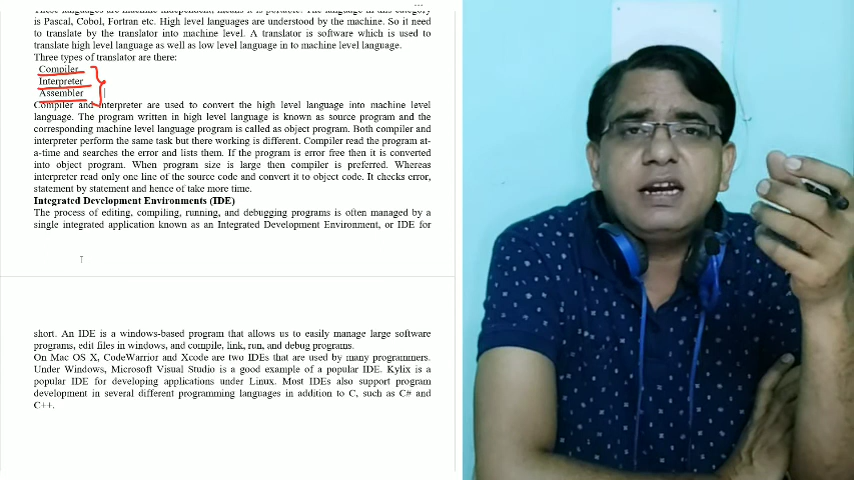 These languages are machine independent, means it is portable. The language in this category
is Pascal, Cobol, Fortran etc. High level languages are understood by the machine. So it need
to translate by the translator into machine level. A translator is software which is used to
translate high level language as well as low level language in to machine level language.
Three types of translator are there:
Compiler
Interpreter
Assembler
Compiler and interpreter are used to convert the high level language into machine level
language. The program written in high level language is known as source program and the
corresponding machine level language program is called as object program. Both compiler and
interpreter perform the same task but there working is different. Compiler read the program at-
a-time and searches the error and lists them. If the program is error free then it is converted
into object program. When program size is large then compiler is preferred. Whereas
interpreter read only one line of the source code and convert it to object code. It checks error,
statement by statement and hence of take more time.
Integrated Development Environments (IDE)
The process of editing, compiling, running, and debugging programs is often managed by a
single integrated application known as an Integrated Development Environment, or IDE for
short. An IDE is a windows-based program that allows us to easily manage large software
programs, edit files in windows, and compile, link, run, and debug programs.
On Mac OS X, CodeWarrior and Xcode are two IDEs that are used by many programmers.
Under Windows, Microsoft Visual Studio is a good example of a popular IDE. Kylix is a
popular IDE for developing applications under Linux. Most IDEs also support program
development in several different programming languages in addition to C, such as C# and
C++.